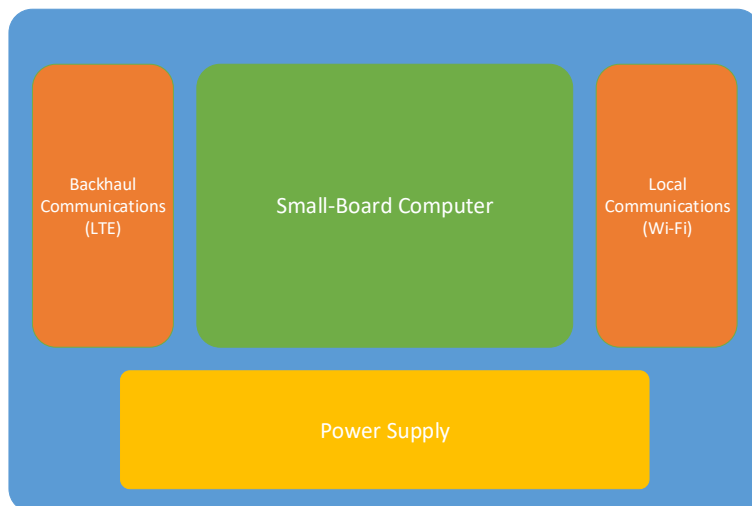 Backhaul
Communications
(LTE)
Small-Board Computer
Local
Communications
(Wi-Fi)
Power Supply